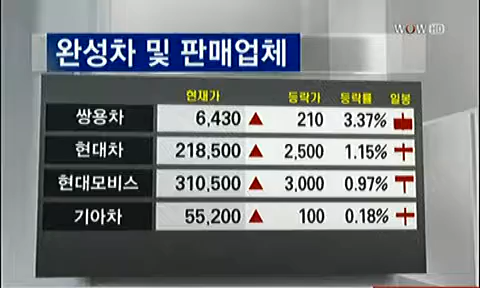 WOW HD
완성차 및 판매업체
현재가 등락가 등락률 일봉
쌍용차 6,430 ▲ 210 3.37%
현대차 218,500 ▲ 2,500 1.15%
현대모비스 310,500 ▲ 3,000 0.97%
기아차 55,200 ▲ 100 0.18%